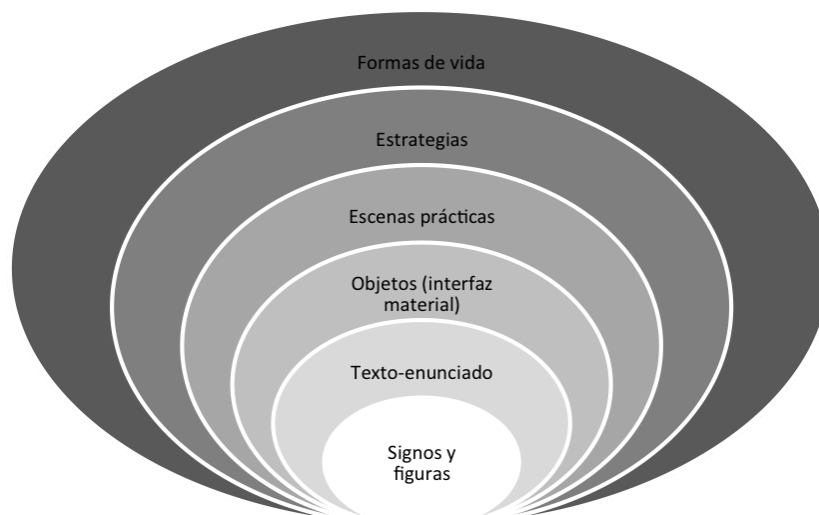 Formas de vida
Estrategias
Escenas prácticas
Objetos (interfaz
material)
Texto-enunciado
Signos y
figuras